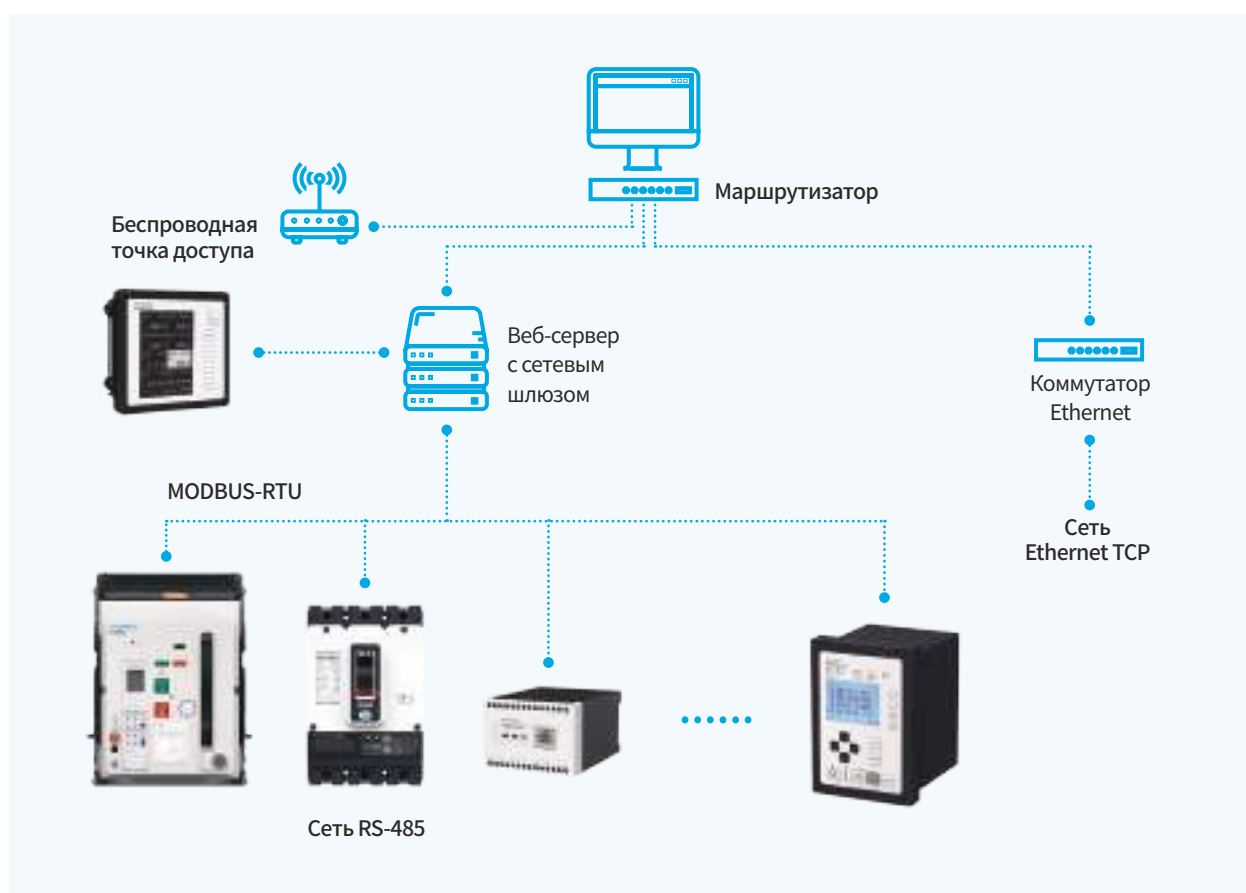 Маршрутизатор
Беспроводная
точка доступа
Веб-сервер
с сетевым
шлюзом
Коммутатор
Ethernet
MODBUS-RTU
Сеть
Ethernet TCP
Сеть RS-485